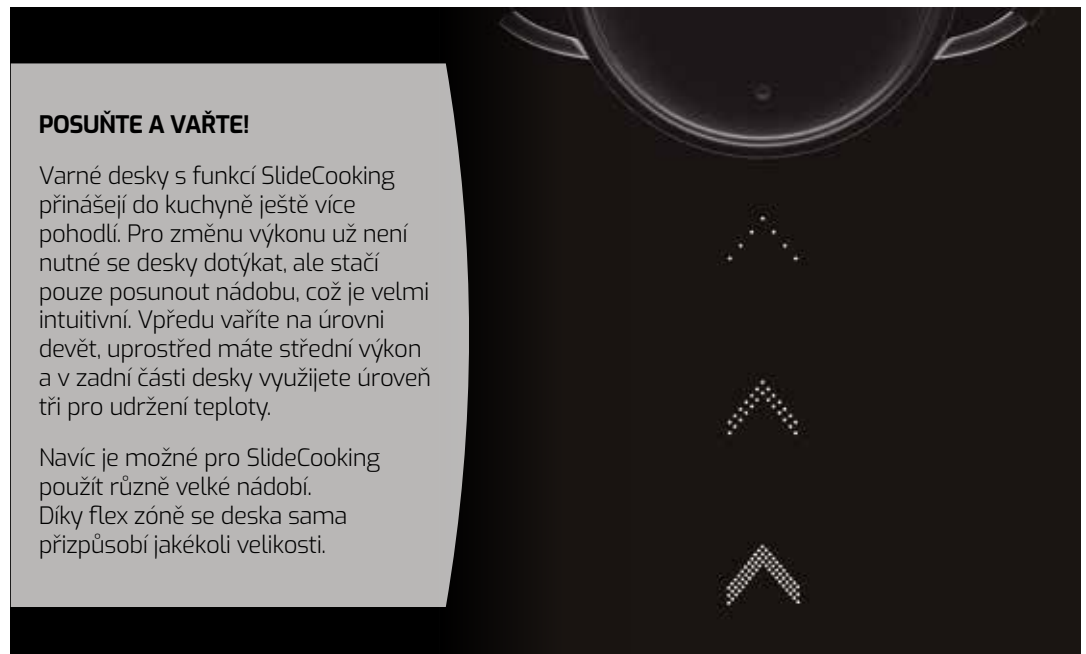 POSUŇTE A VAŘTE!
Varné desky s funkcí SlideCooking
přinášejí do kuchyně ještě více
pohodlí. Pro změnu výkonu už není
nutné se desky dotýkat, ale stačí
pouze posunout nádobu, což je velmi
intuitivní. Vpředu vaříte na úrovni
devět, uprostřed máte střední výkon
a v zadní části desky využijete úroveň
tři pro udržení teploty.
Navíc je možné pro SlideCooking
použít různě velké nádobí.
Díky flex zóně se deska sama
přizpůsobí jakékoli velikosti.